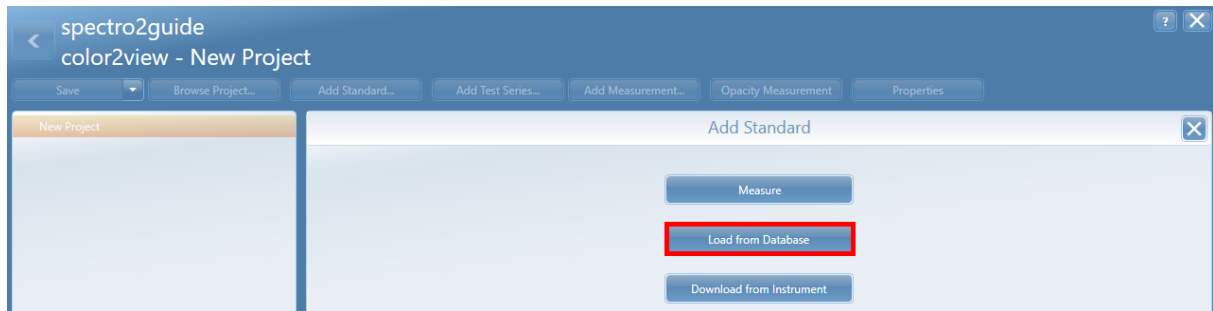 spectro2guide
color2view - New Project
?
Save Browse Project... Add Standard... Add Test Series... Add Measurement... Opacity Measurement Properties
New Project
Add Standard
Measure
Load from Database
Download from Instrument